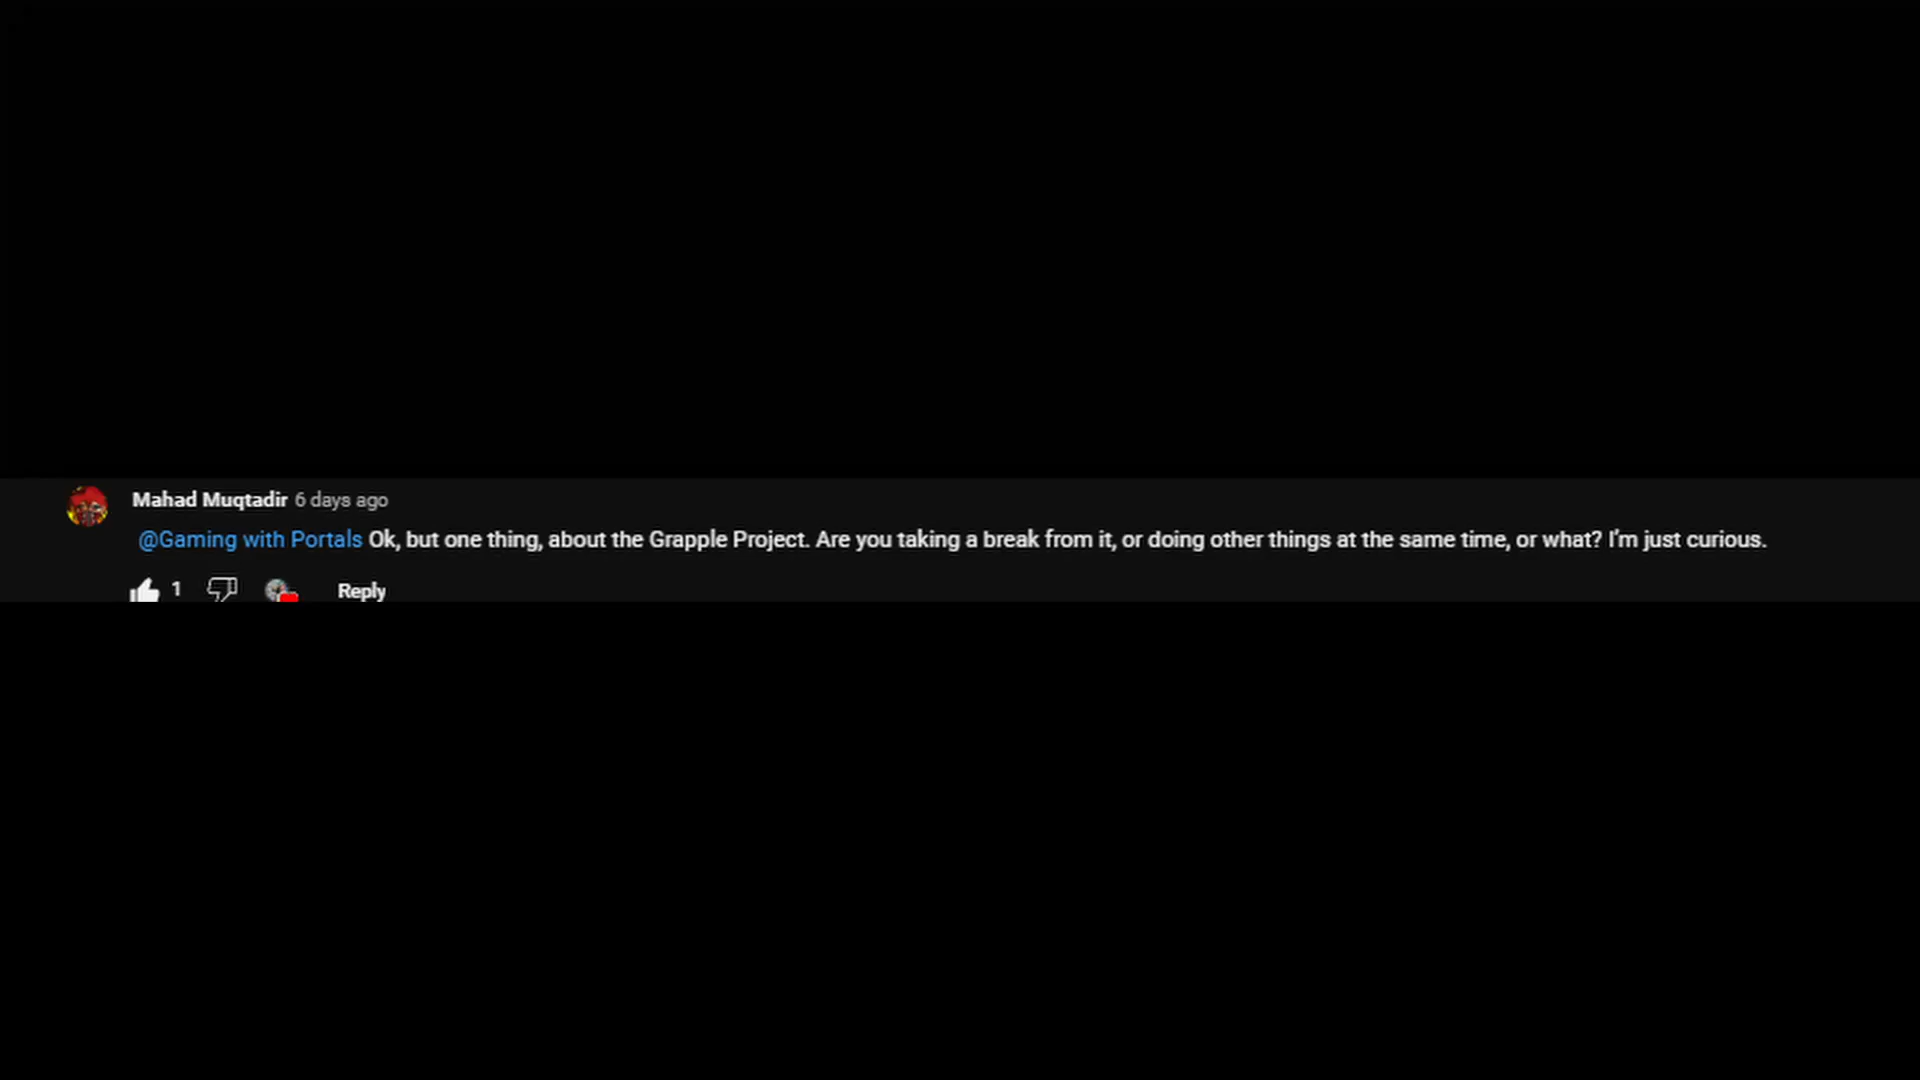 Mahad Muqtadir 6 days ago
@Gaming with Portals Ok, but one thing, about the Grapple Project. Are you taking a break from it, or doing other things at the same time, or what? I'm just curious.
1 Reply